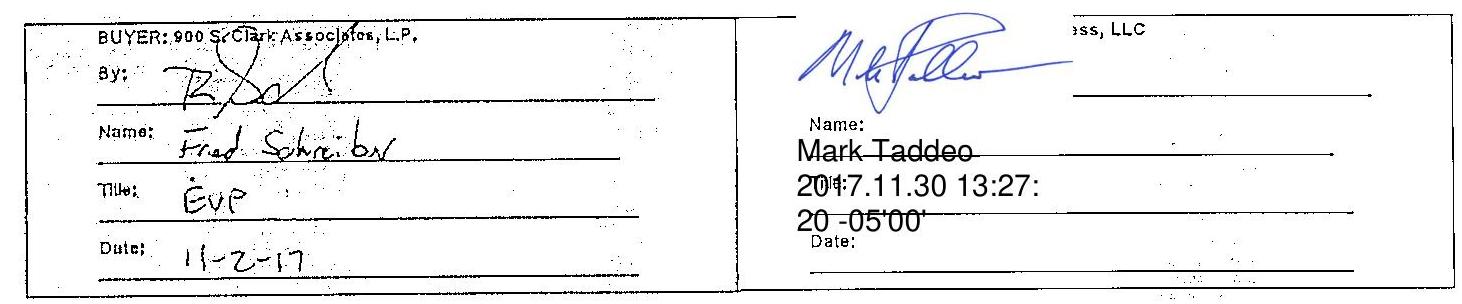 BUYER: 900 S. Clark Associates, L.P.
By:
Name: Fred Schreiber
Title: EVP
Date: 11-2-17
ess, LLC
Name:
Mark Taddeo
Title:
2017.11.30 13:27:
20 -05'00'
Date: